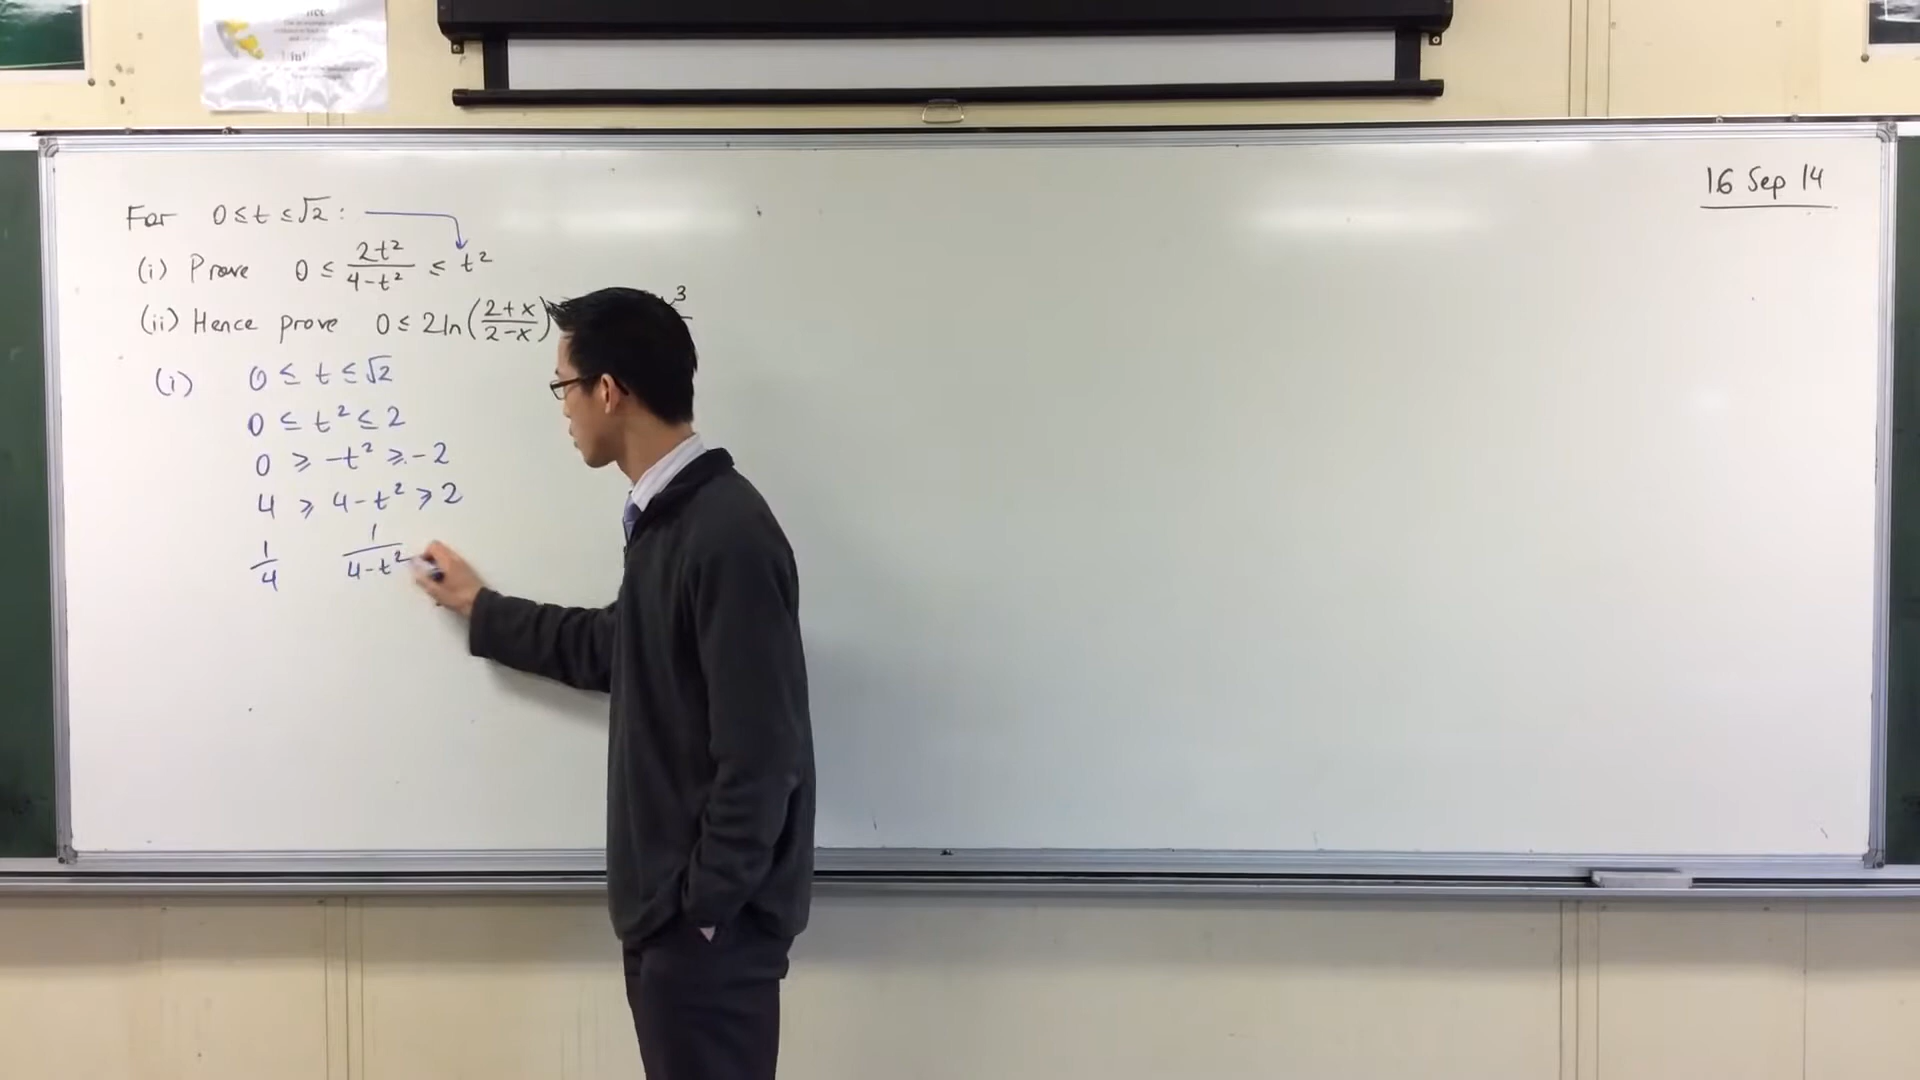 16 Sep 14
For 0 ≤ t ≤ √2 :
(i) Prove 0 ≤ 2t²/(4-t²) ≤ t²
(ii) Hence prove 0 ≤ 2ln((2+x)/(2-x)) 3
(i) 0 ≤ t ≤ √2
0 ≤ t² ≤ 2
0 ≥ -t² ≥ -2
4 ≥ 4-t² ≥ 2
1/4 1/(4-t²)